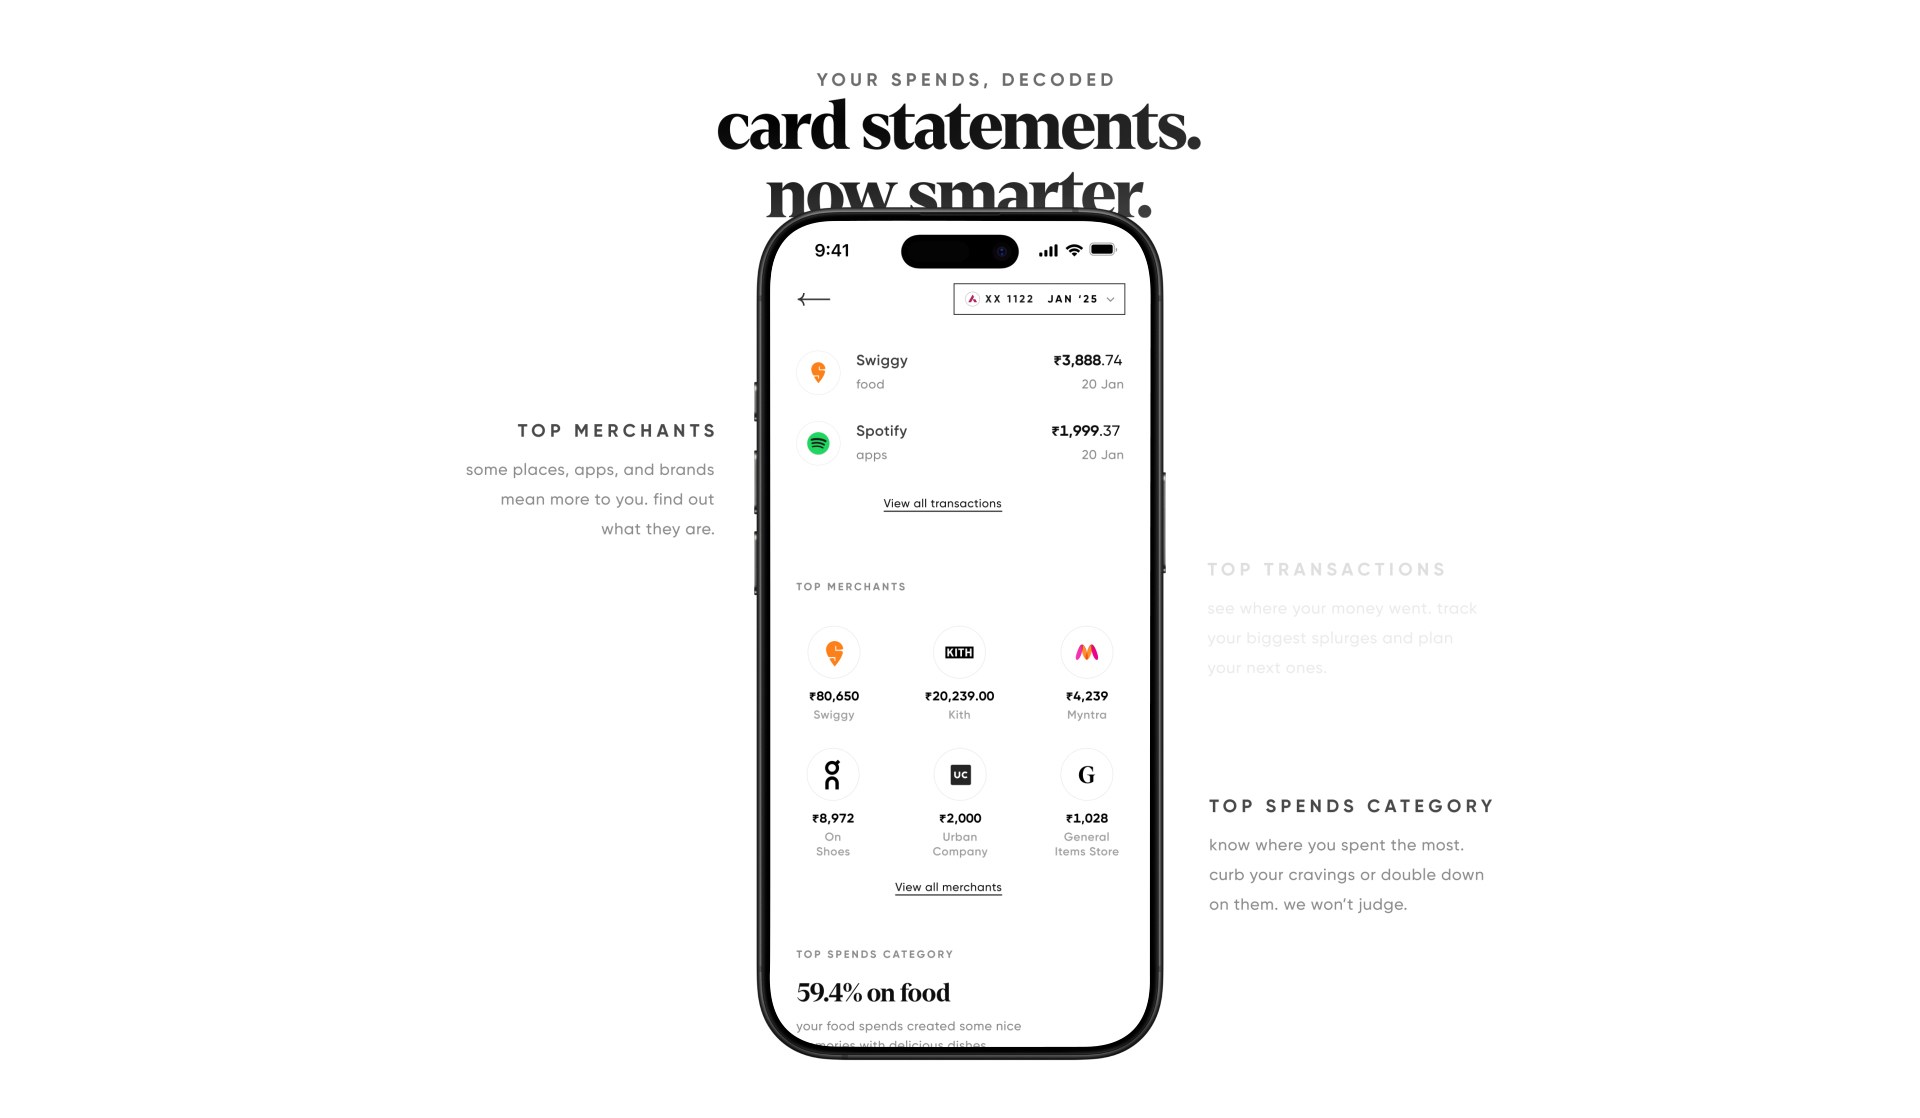 YOUR SPENDS, DECODED
card statements.
now smarter.
9:41
XX 1122 JAN ‘25
Swiggy ₹3,888.74
food 20 Jan
Spotify ₹1,999.37
apps 20 Jan
View all transactions
TOP MERCHANTS
KITH
₹80,650 ₹20,239.00 ₹4,239
Swiggy Kith Myntra
UC G
₹8,972 ₹2,000 ₹1,028
On Urban General
Shoes Company Items Store
View all merchants
TOP SPENDS CATEGORY
59.4% on food
your food spends created some nice
with delicious dishes
TOP MERCHANTS
some places, apps, and brands
mean more to you. find out
what they are.
TOP TRANSACTIONS
see where your money went. track
your biggest splurges and plan
your next ones.
TOP SPENDS CATEGORY
know where you spent the most.
curb your cravings or double down
on them. we won’t judge.